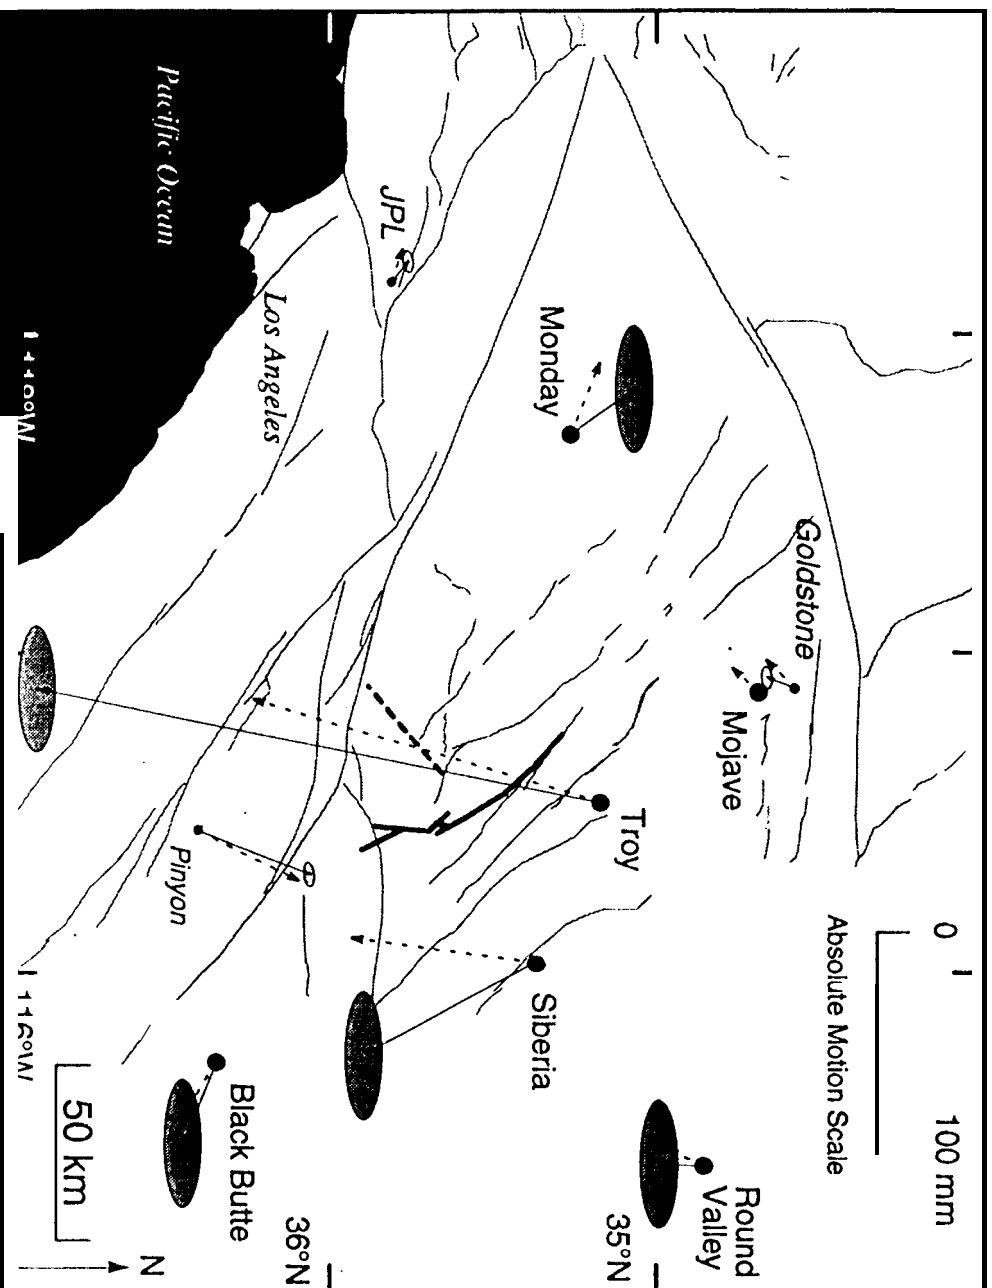 Pacific Ocean
Los Angeles
JPL
Monday
Goldstone
Mojave
Troy
Pinyon
Siberia
Black Butte
Round
Valley
0
100 mm
Absolute Motion Scale
36°N
35°N
116°W
50 km
N